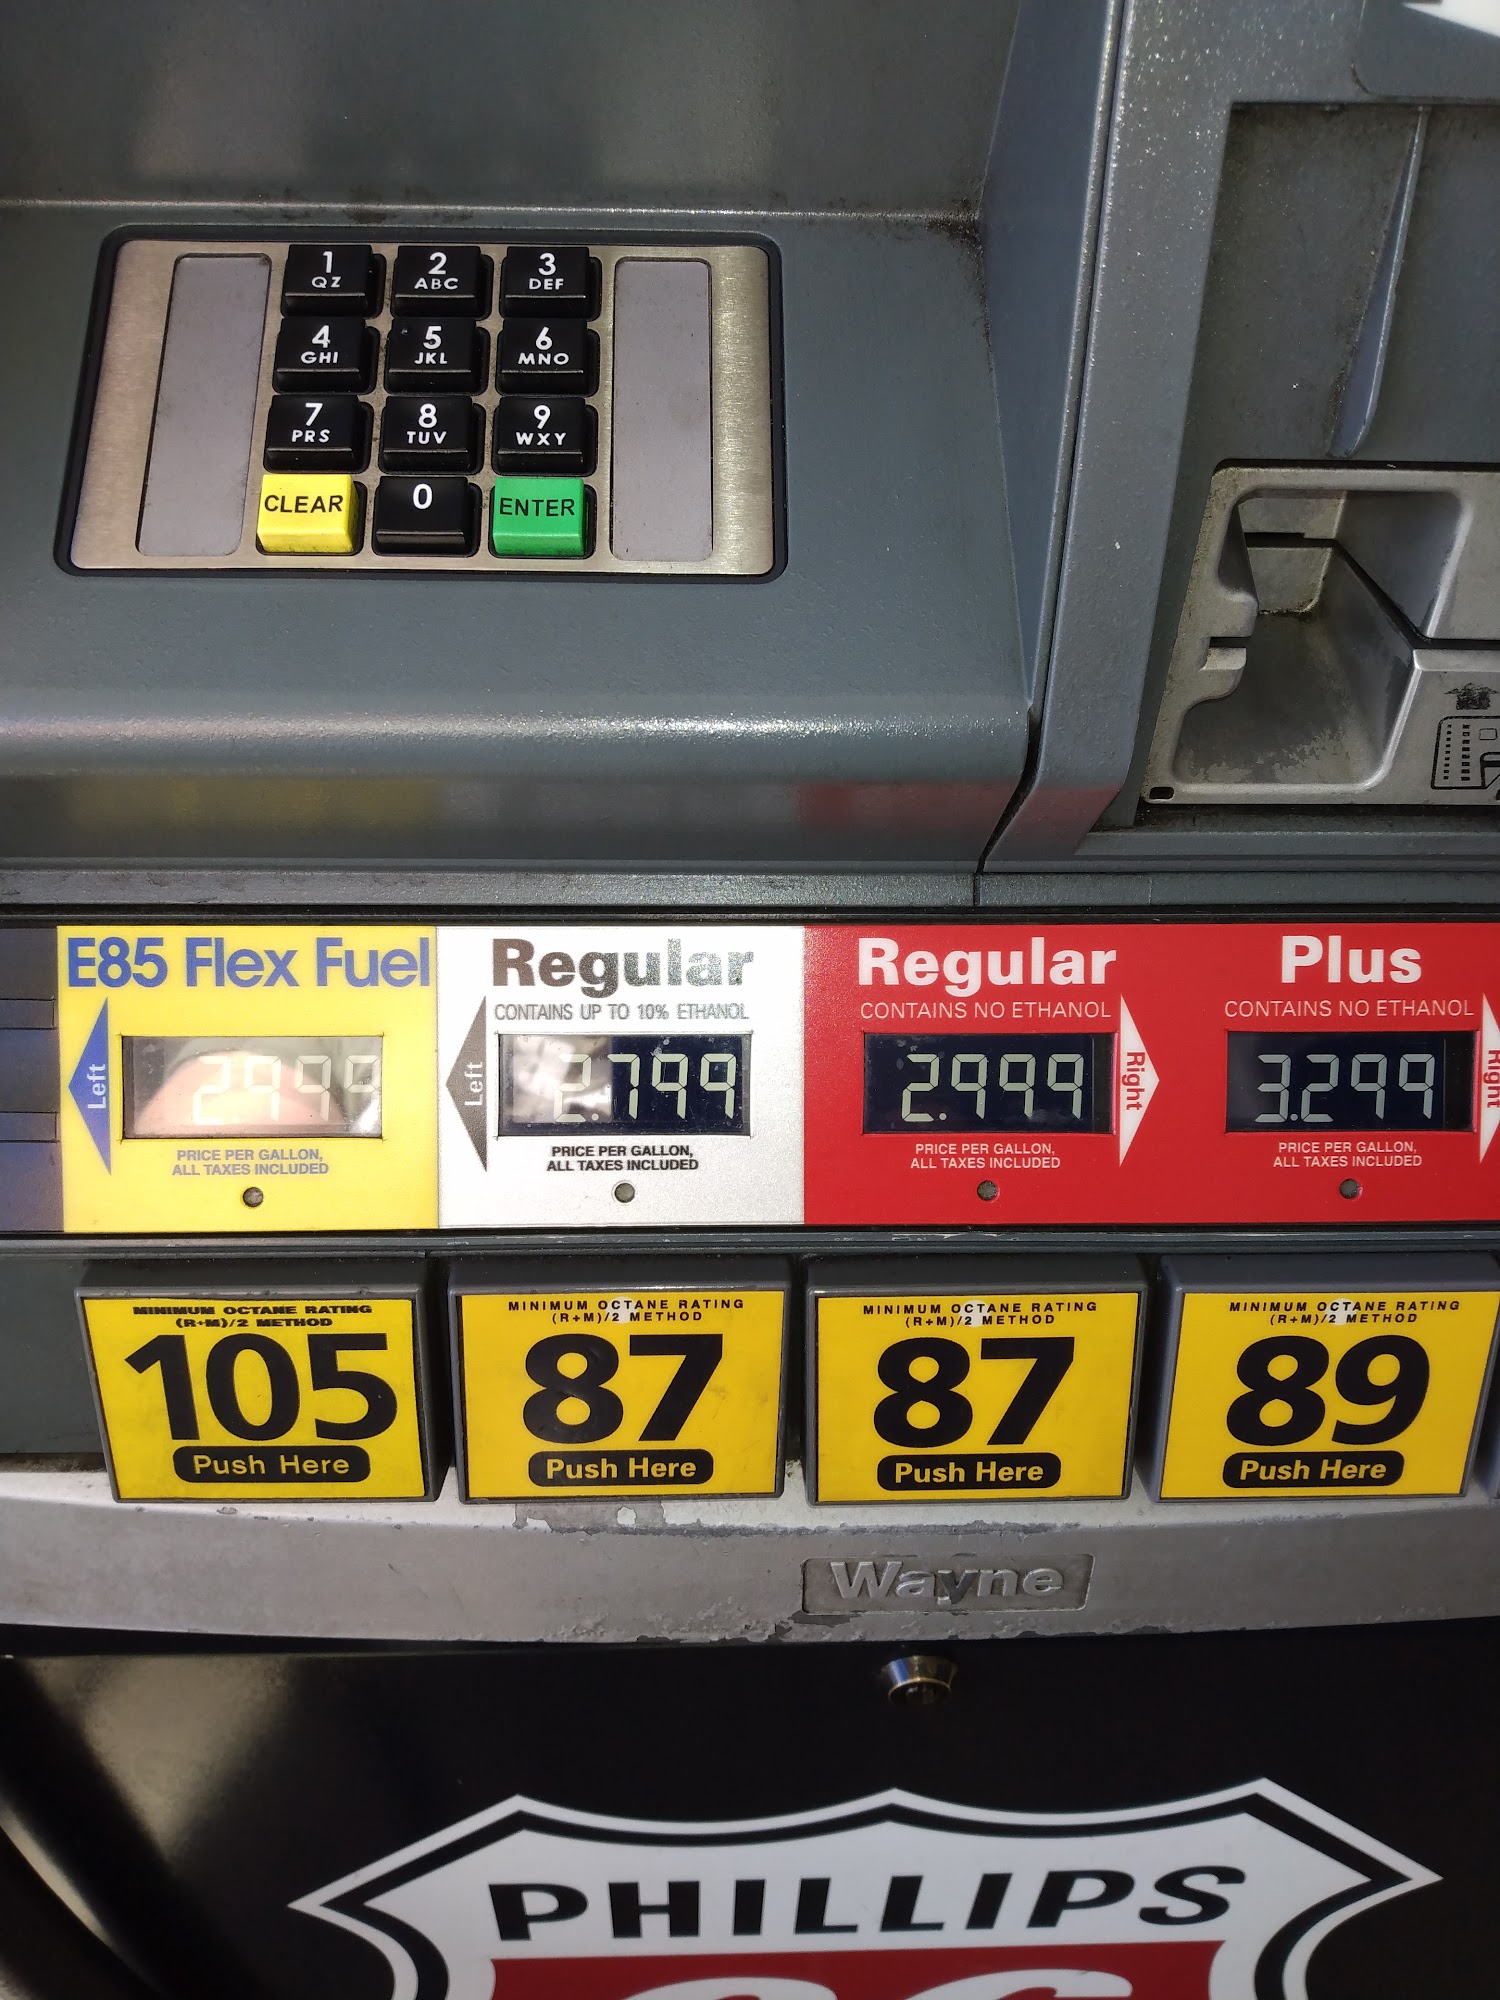 1
QZ
2
ABC
3
DEF
4
GHI
5
JKL
6
MNO
7
PRS
8
TUV
9
WXY
CLEAR
0
ENTER
E85 Flex Fuel
Left
2.999
PRICE PER GALLON,
ALL TAXES INCLUDED
Regular
CONTAINS UP TO 10% ETHANOL
Left
2.799
PRICE PER GALLON,
ALL TAXES INCLUDED
Regular
CONTAINS NO ETHANOL
2.999
Right
PRICE PER GALLON,
ALL TAXES INCLUDED
Plus
CONTAINS NO ETHANOL
3.299
Right
PRICE PER GALLON,
ALL TAXES INCLUDED
MINIMUM OCTANE RATING
(R+M)/2 METHOD
105
Push Here
MINIMUM OCTANE RATING
(R+M)/2 METHOD
87
Push Here
MINIMUM OCTANE RATING
(R+M)/2 METHOD
87
Push Here
MINIMUM OCTANE RATING
(R+M)/2 METHOD
89
Push Here
Wayne
PHILLIPS
66